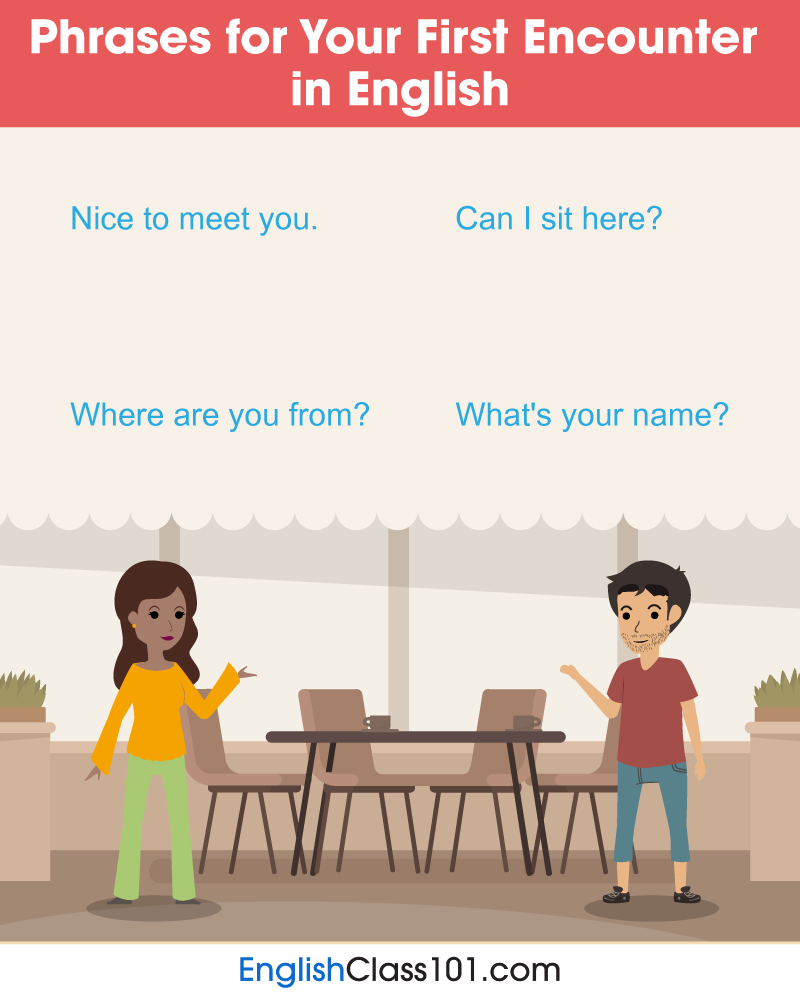 Phrases for Your First Encounter
in English
Nice to meet you.
Can I sit here?
Where are you from?
What's your name?
EnglishClass101.com